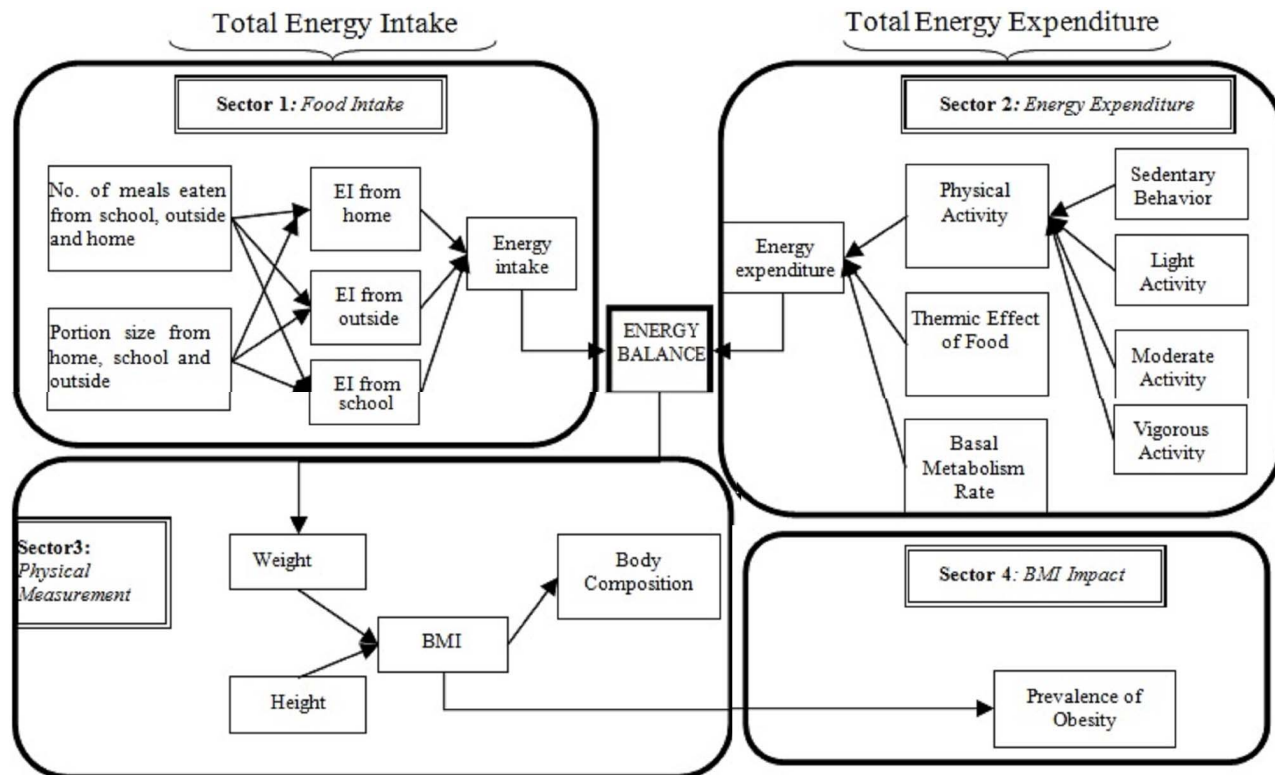 Total Energy Intake
Total Energy Expenditure
Sector 1: Food Intake
No. of meals eaten
from school, outside
and home
Portion size from
home, school and
outside
EI from
home
EI from
outside
EI from
school
Energy
intake
ENERGY
BALANCE
Sector 2: Energy Expenditure
Energy
expenditure
Physical
Activity
Thermic Effect
of Food
Basal
Metabolism
Rate
Sedentary
Behavior
Light
Activity
Moderate
Activity
Vigorous
Activity
Sector3:
Physical
Measurement
Weight
Height
BMI
Body
Composition
Sector 4: BMI Impact
Prevalence of
Obesity